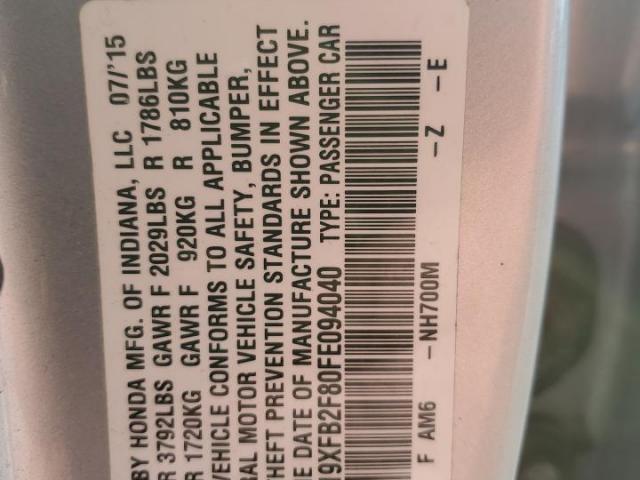 BY HONDA MFG. OF INDIANA, LLC 07/'15
R 3792LBS GAWR F 2029LBS R 1786LBS
R 1720KG GAWR F 920KG R 810KG
VEHICLE CONFORMS TO ALL APPLICABLE
RAL MOTOR VEHICLE SAFETY, BUMPER,
HEFT PREVENTION STANDARDS IN EFFECT
HE DATE OF MANUFACTURE SHOWN ABOVE.
19XFB2F80FE094040 TYPE: PASSENGER CAR
F AM6 -NH700M -Z -E